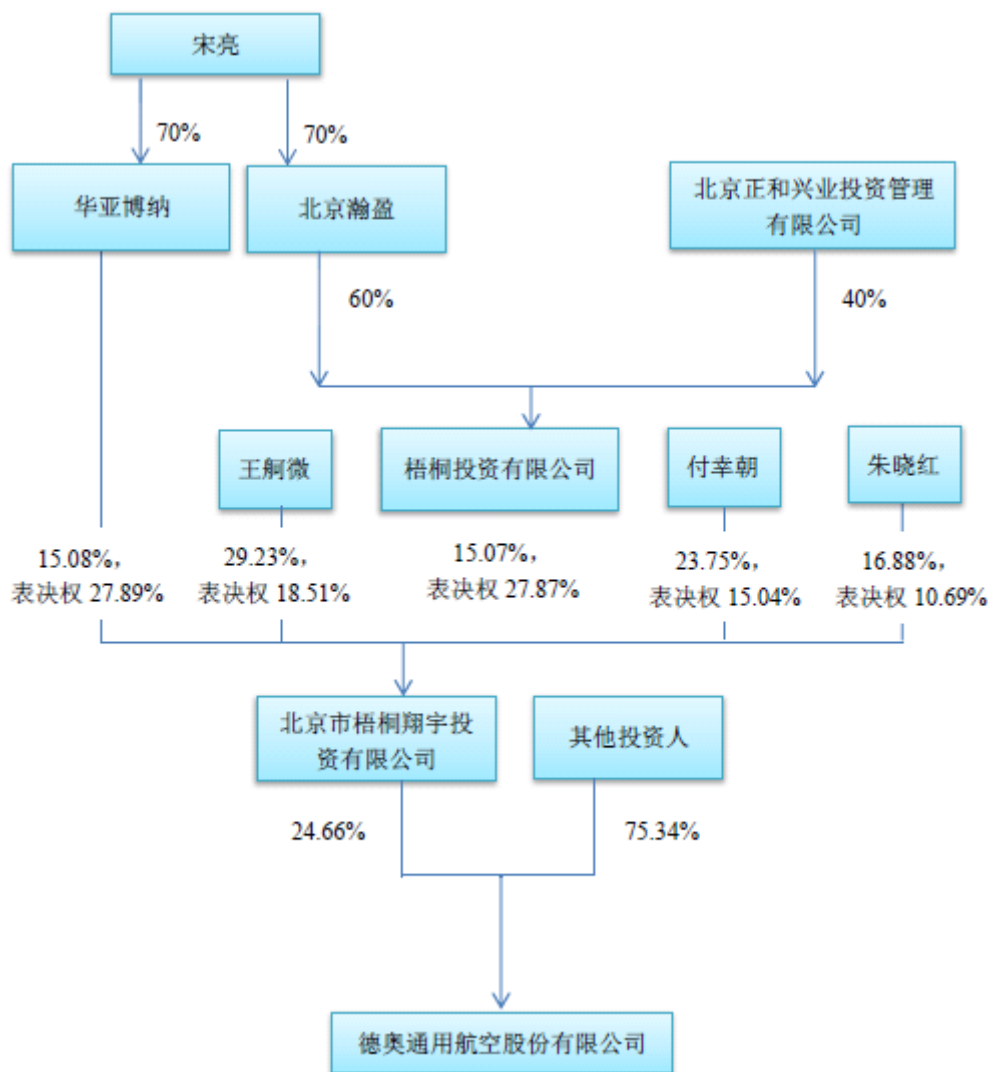 宋亮
70%
70%
华亚博纳
北京瀚盈
北京正和兴业投资管理
有限公司
60%
40%
王舸微
梧桐投资有限公司
付幸朝
朱晓红
15.08%,
表决权 27.89%
29.23%,
表决权 18.51%
15.07%,
表决权 27.87%
23.75%,
表决权 15.04%
16.88%,
表决权 10.69%
北京市梧桐翔宇投
资有限公司
其他投资人
24.66%
75.34%
德奥通用航空股份有限公司